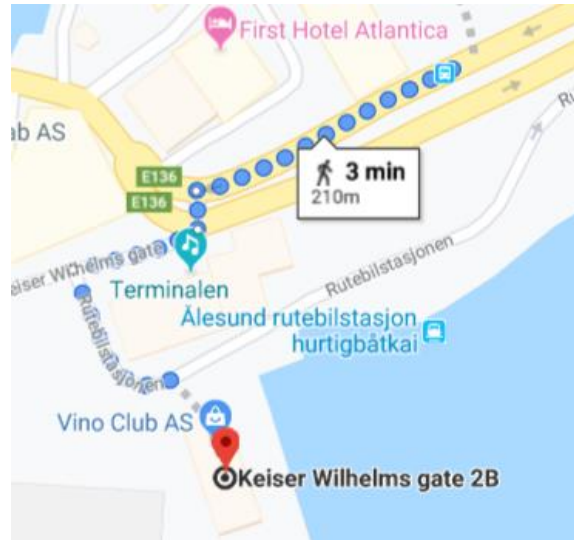 First Hotel Atlantica
ub AS
E136
E136
3 min
210m
Keiser Wilhelms gate
Terminalen
Rutebilstasjonen
Ålesund rutebilstasjon
hurtigbåtkai
Rutebilstasjonen
Vino Club AS
Keiser Wilhelms gate 2B